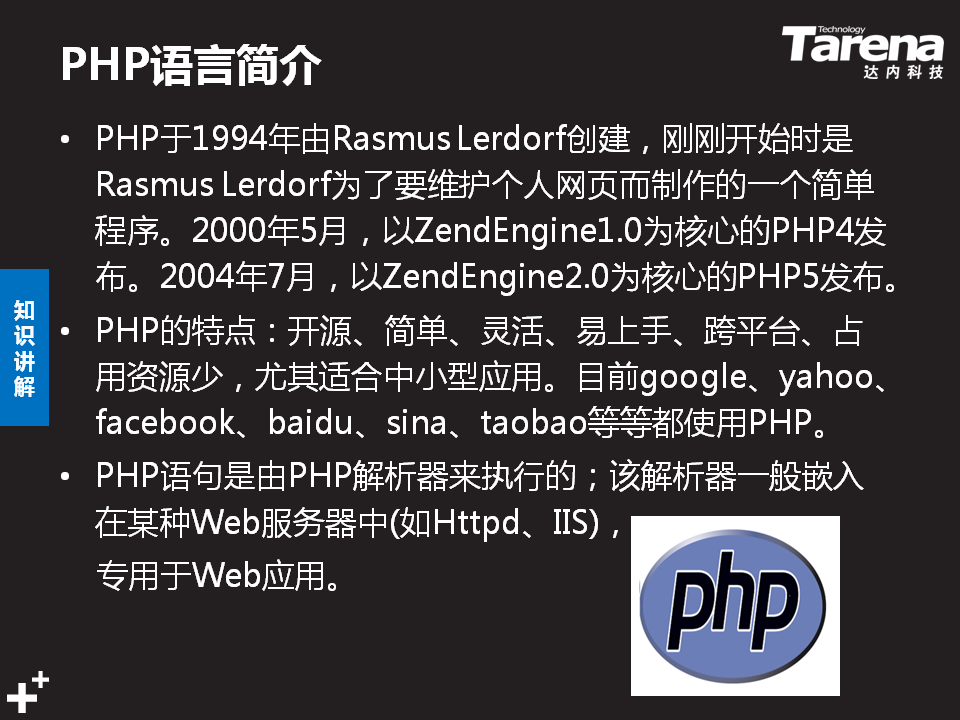 PHP语言简介
Technology
Tarena
达内科技
• PHP于1994年由Rasmus Lerdorf创建，刚刚开始时是
Rasmus Lerdorf为了要维护个人网页而制作的一个简单
程序。2000年5月，以ZendEngine1.0为核心的PHP4发
布。2004年7月，以ZendEngine2.0为核心的PHP5发布。
知识讲解
• PHP的特点：开源、简单、灵活、易上手、跨平台、占
用资源少，尤其适合中小型应用。目前google、yahoo、
facebook、baidu、sina、taobao等等都使用PHP。
• PHP语句是由PHP解析器来执行的；该解析器一般嵌入
在某种Web服务器中(如Httpd、IIS)，
专用于Web应用。
php